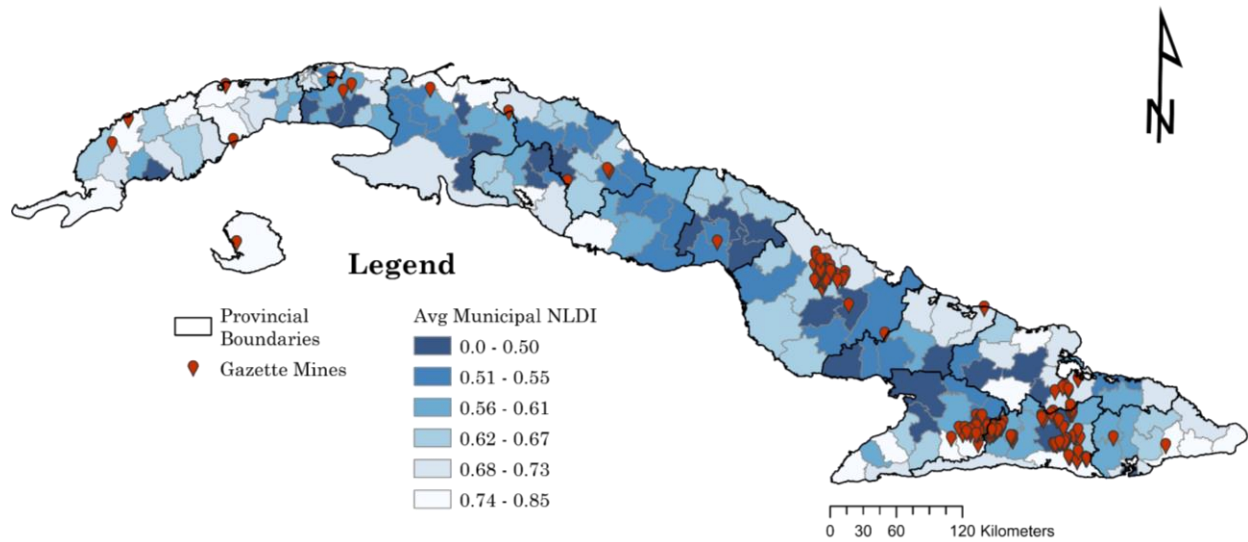 N
Legend
Provincial
Boundaries
Gazette Mines
Avg Municipal NLDI
0.0 - 0.50
0.51 - 0.55
0.56 - 0.61
0.62 - 0.67
0.68 - 0.73
0.74 - 0.85
0 30 60 120 Kilometers